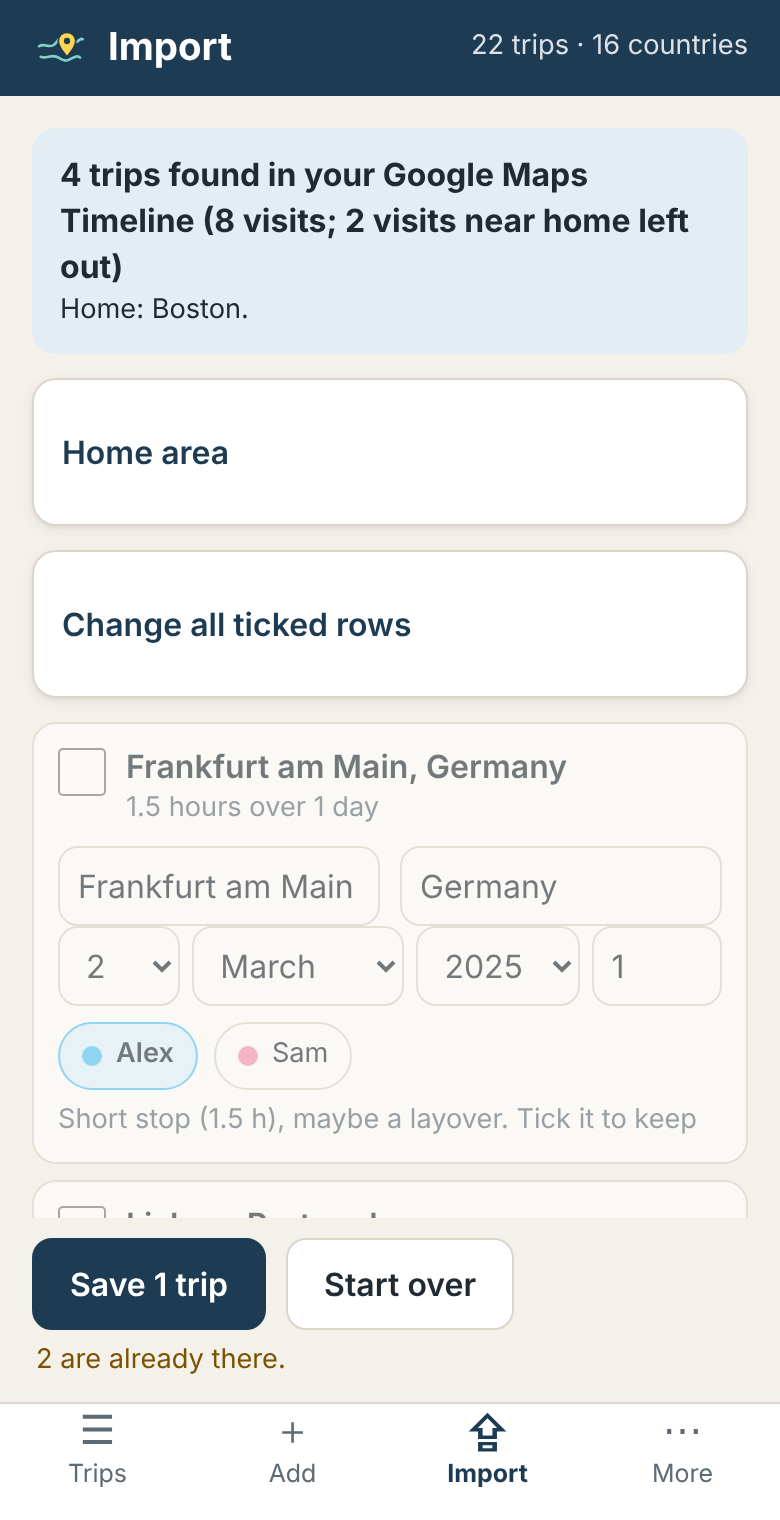 Import
22 trips · 16 countries
4 trips found in your Google Maps
Timeline (8 visits; 2 visits near home left
out)
Home: Boston.
Home area
Change all ticked rows
Frankfurt am Main, Germany
1.5 hours over 1 day
Frankfurt am Main
Germany
2
March
2025
1
Alex
Sam
Short stop (1.5 h), maybe a layover. Tick it to keep
Save 1 trip
Start over
2 are already there.
Trips
Add
Import
More